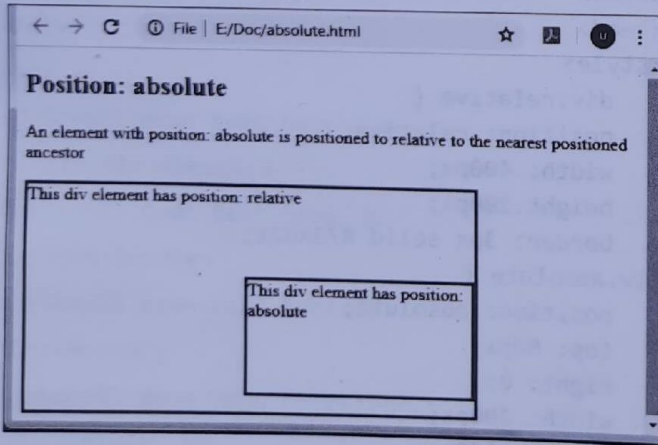 File | E:/Doc/absolute.html
U
Position: absolute
An element with position: absolute is positioned to relative to the nearest positioned
ancestor
This div element has position: relative
This div element has position:
absolute